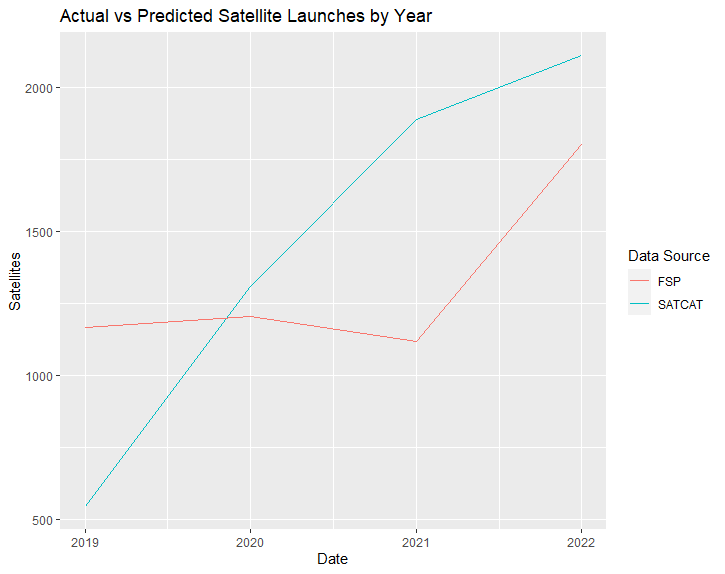 Actual vs Predicted Satellite Launches by Year
2000
1500
1000
500
Satellites
2019 2020 2021 2022
Date
Data Source
FSP
SATCAT